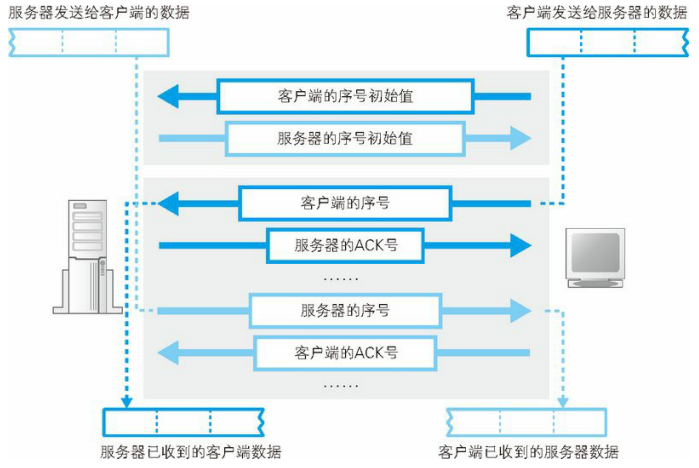 服务器发送给客户端的数据
客户端发送给服务器的数据
客户端的序号初始值
服务器的序号初始值
客户端的序号
服务器的ACK号
......
服务器的序号
客户端的ACK号
......
服务器已收到的客户端数据
客户端已收到的服务器数据